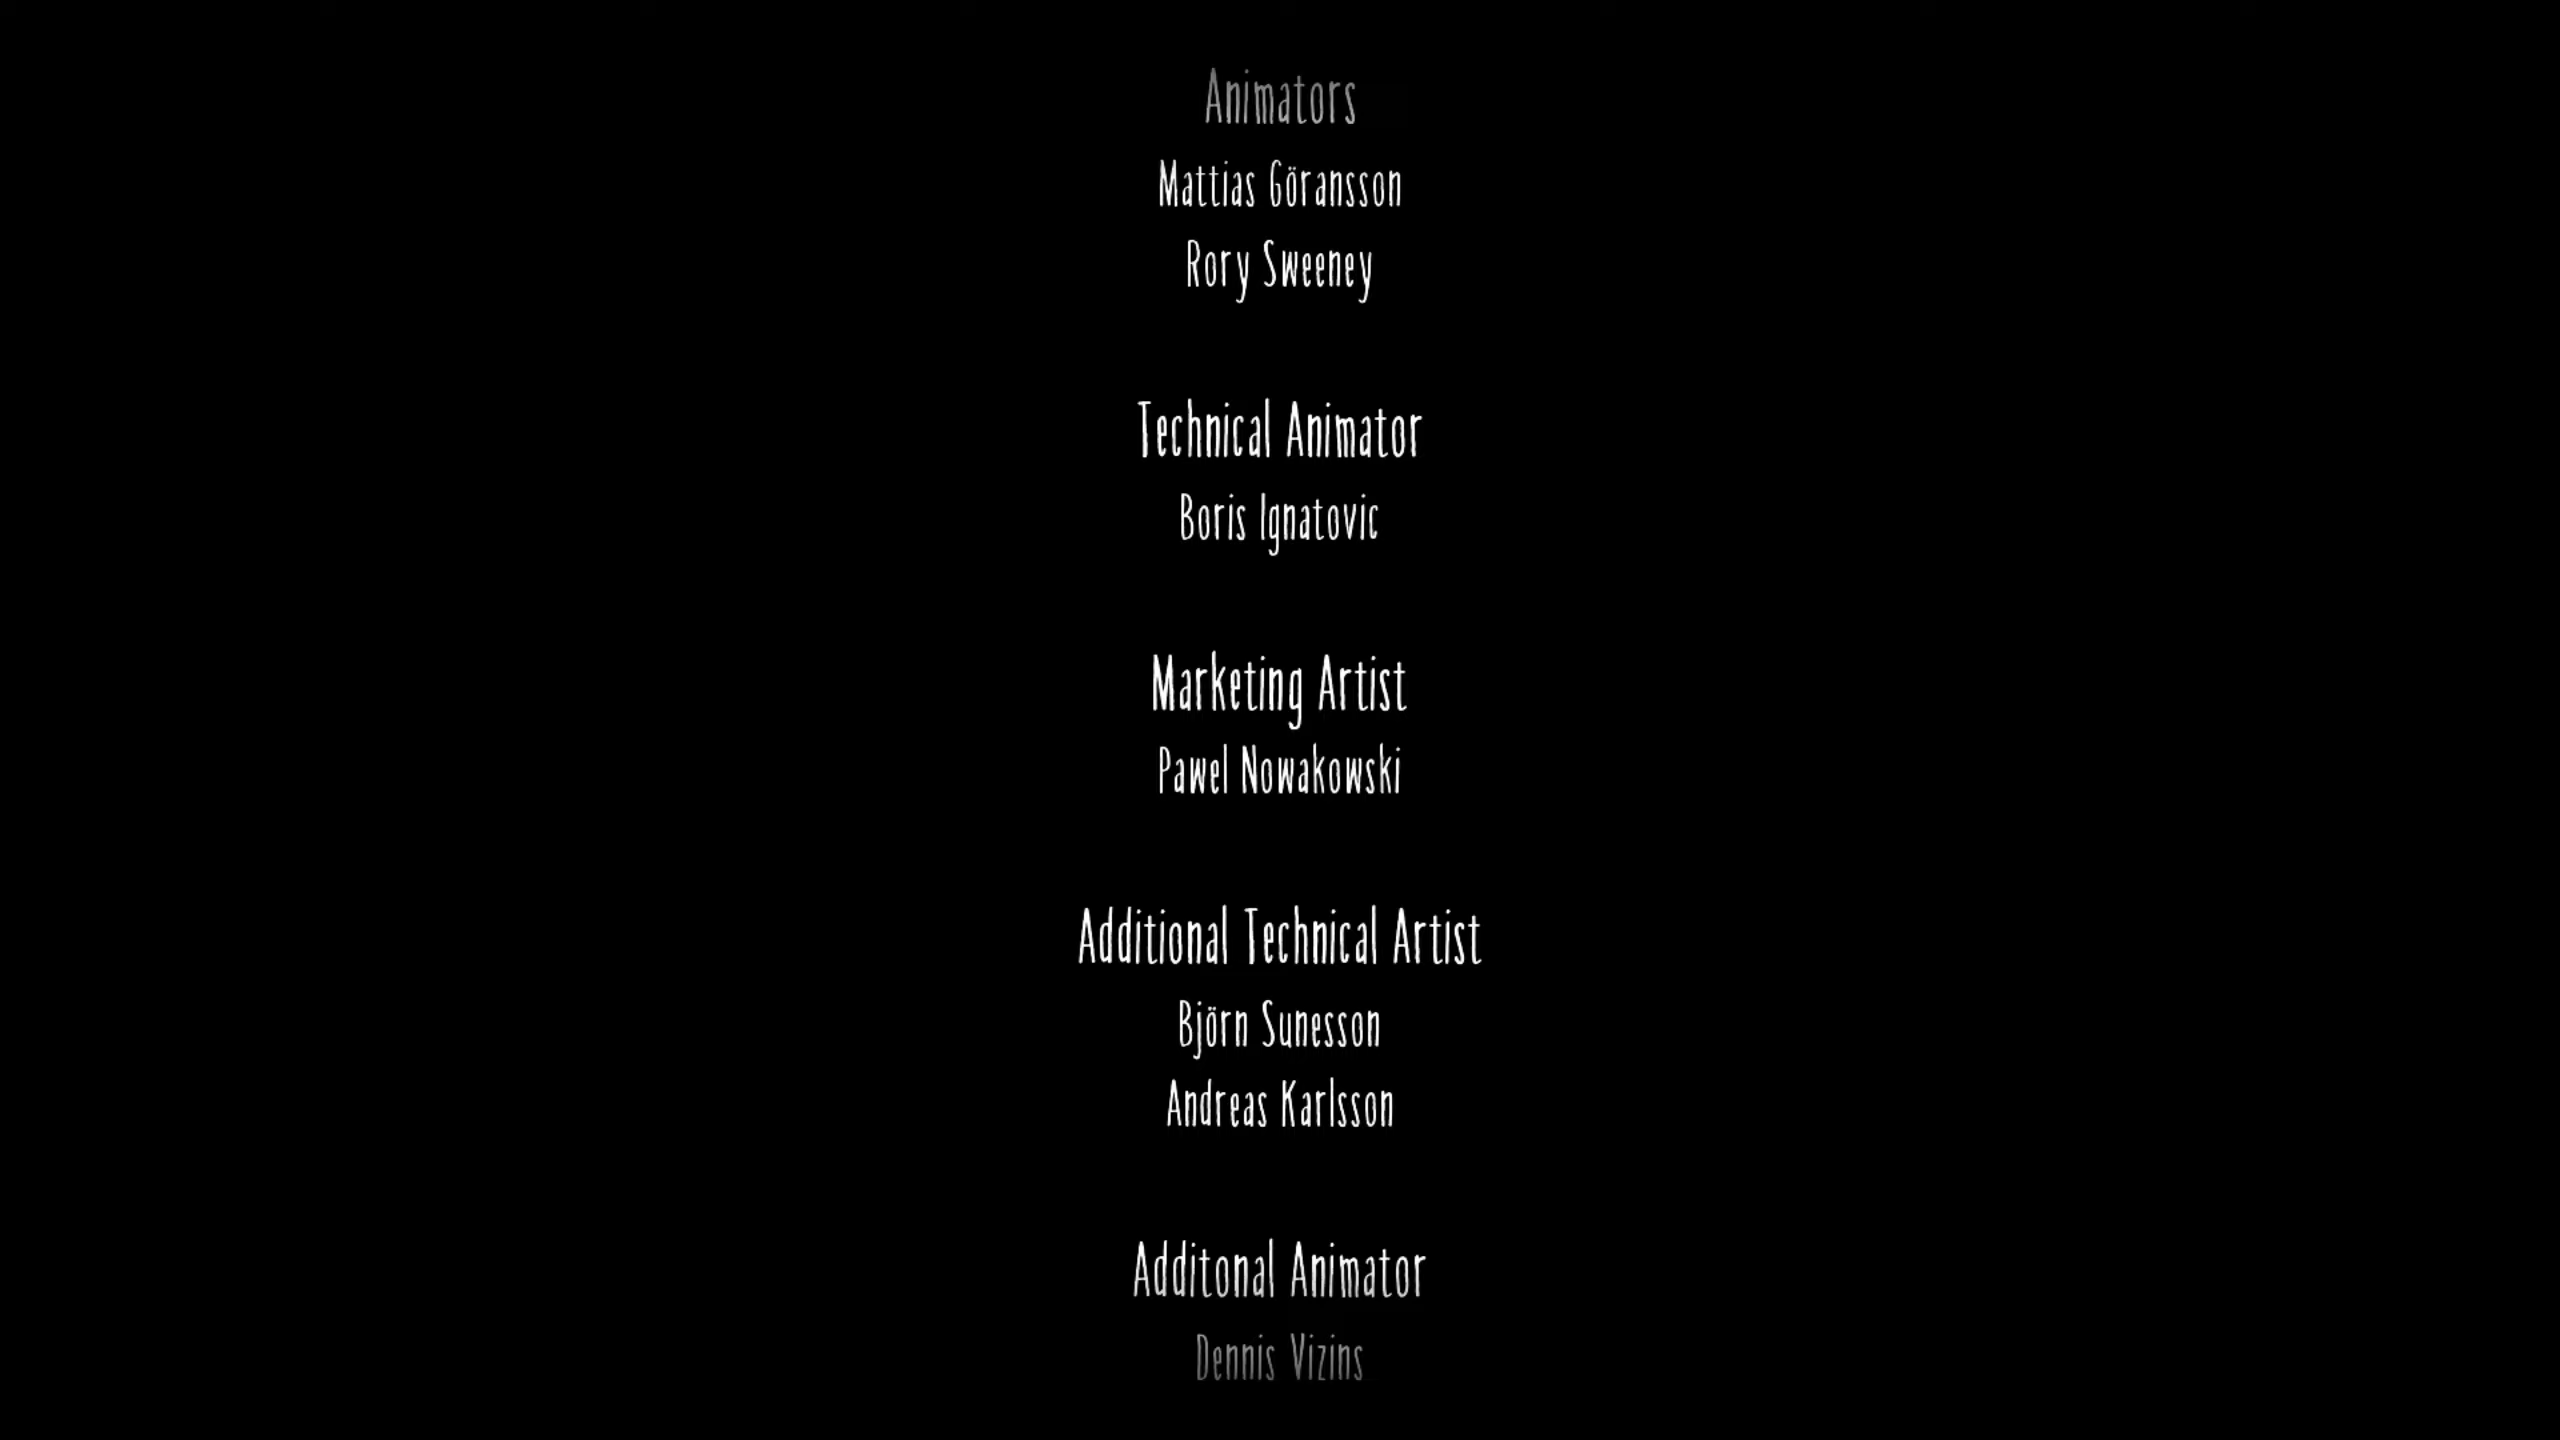 Animators
Mattias Göransson
Rory Sweeney
Technical Animator
Boris Ignatovic
Marketing Artist
Pawel Nowakowski
Additional Technical Artist
Björn Sunesson
Andreas Karlsson
Additonal Animator
Dennis Vizins